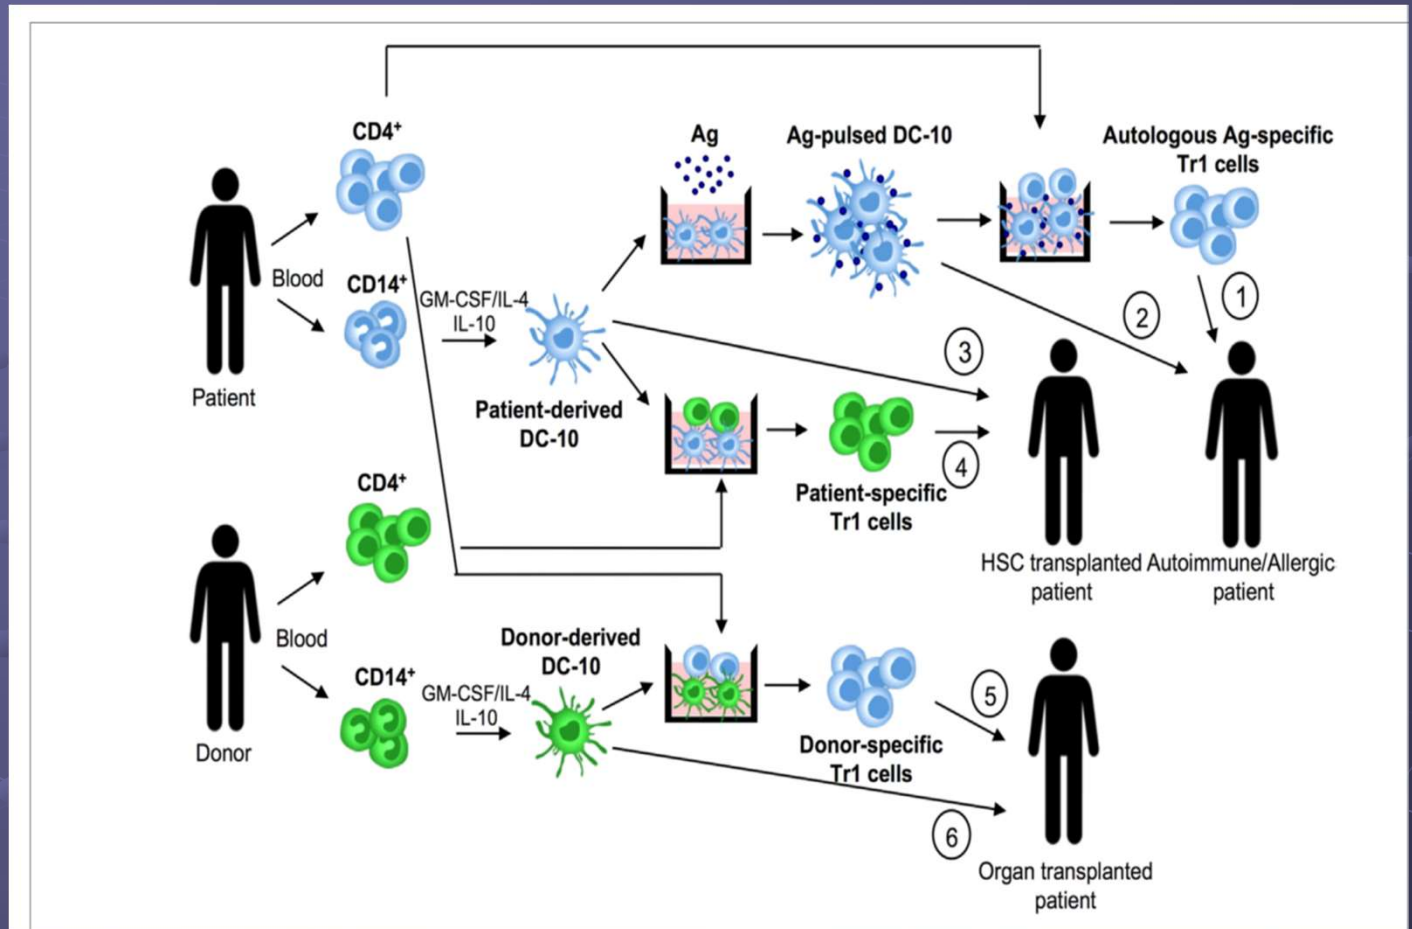 CD4⁺
Ag
Ag-pulsed DC-10
Autologous Ag-specific
Tr1 cells
Blood
CD14⁺
GM-CSF/IL-4
IL-10
Patient
Patient-derived
DC-10
1
2
3
4
Patient-specific
Tr1 cells
HSC transplanted
patient
Autoimmune/Allergic
patient
CD4⁺
Blood
CD14⁺
GM-CSF/IL-4
IL-10
Donor
Donor-derived
DC-10
Donor-specific
Tr1 cells
5
6
Organ transplanted
patient